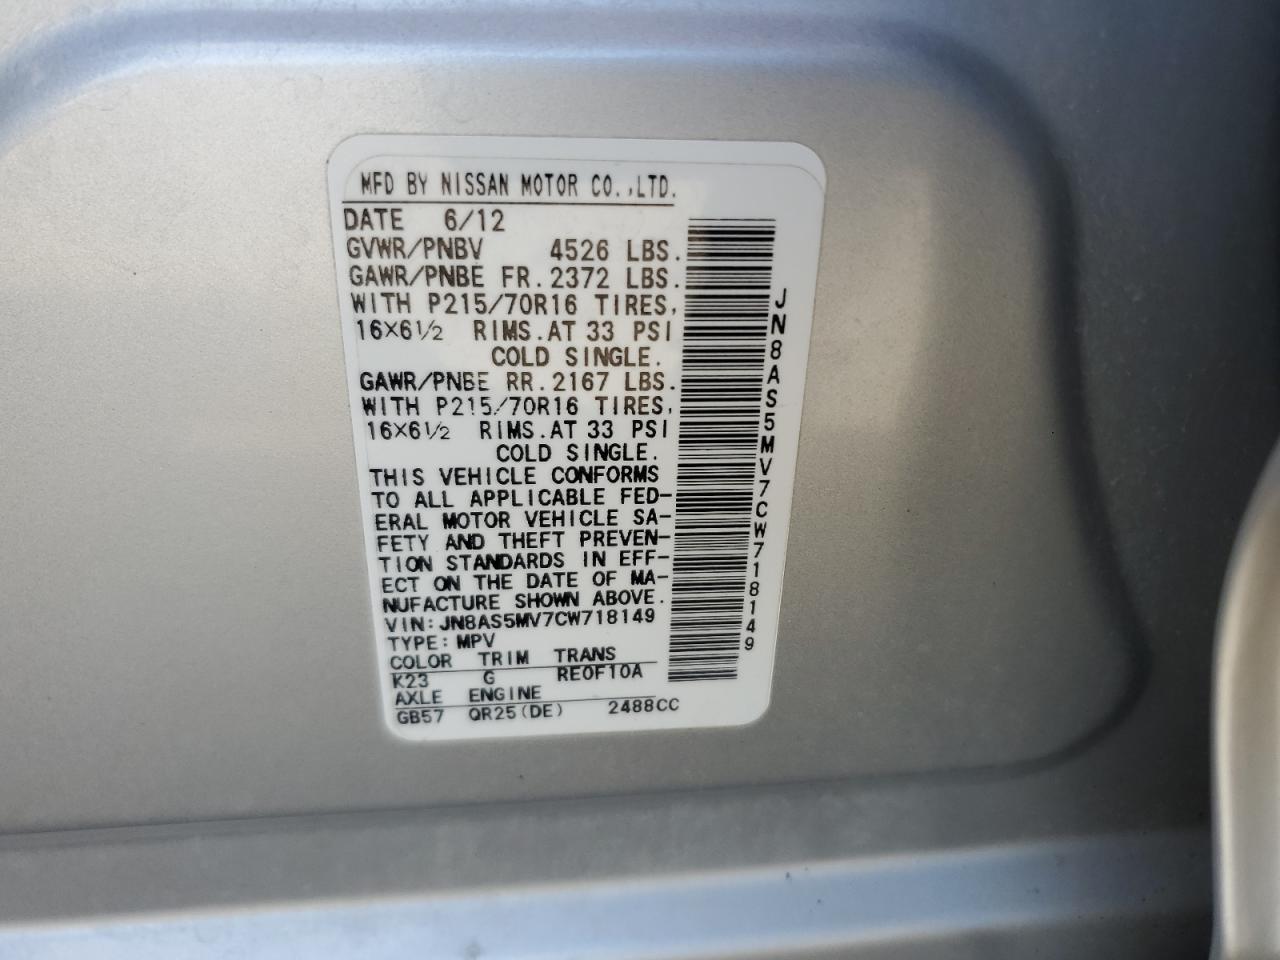 MFD BY NISSAN MOTOR CO.,LTD.
DATE 6/12
GVWR/PNBV 4526 LBS.
GAWR/PNBE FR.2372 LBS.
WITH P215/70R16 TIRES,
16×6½ RIMS.AT 33 PSI
COLD SINGLE.
GAWR/PNBE RR.2167 LBS.
WITH P215/70R16 TIRES,
16×6½ RIMS.AT 33 PSI
COLD SINGLE.
THIS VEHICLE CONFORMS
TO ALL APPLICABLE FED-
ERAL MOTOR VEHICLE SA-
FETY AND THEFT PREVEN-
TION STANDARDS IN EFF-
ECT ON THE DATE OF MA-
NUFACTURE SHOWN ABOVE.
VIN:JN8AS5MV7CW718149
TYPE:MPV
COLOR TRIM TRANS
K23 G RE0F10A
AXLE ENGINE
GB57 QR25(DE) 2488CC
JN8AS5MV7CW718149